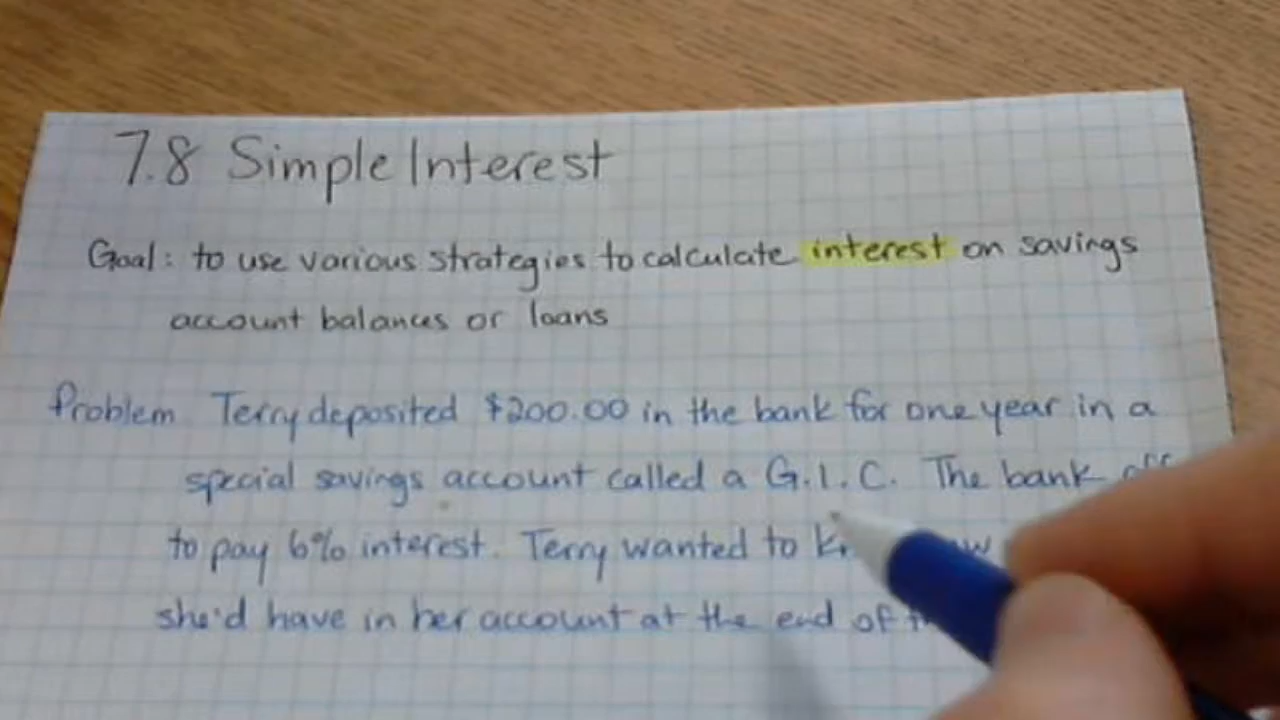 7.8 Simple Interest
Goal: to use various strategies to calculate interest on savings
account balances or loans
Problem Terry deposited $200.00 in the bank for one year in a
special savings account called a G.I.C. The bank
to pay 6% interest. Terry wanted to
she'd have in her account at the end of